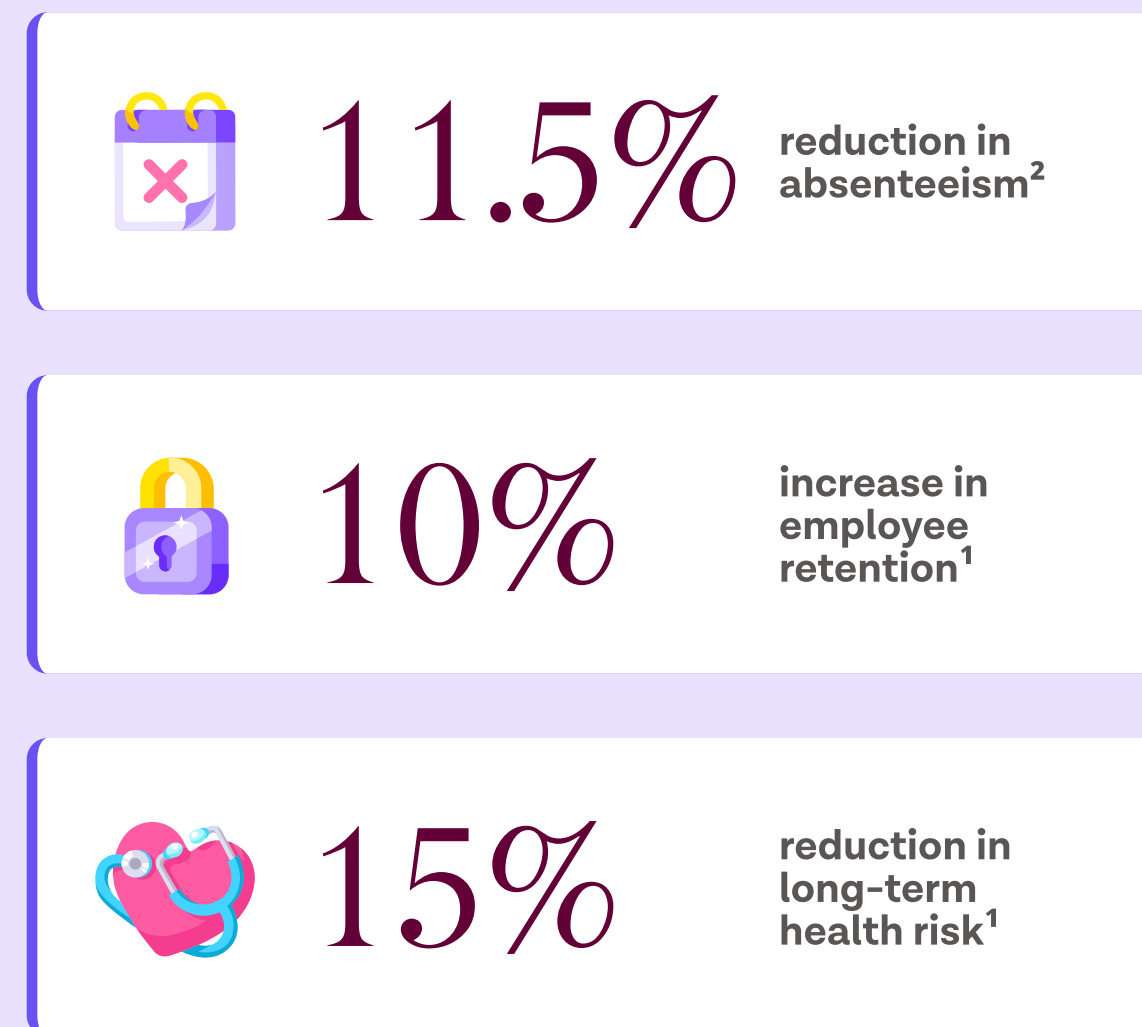 11.5%
reduction in
absenteeism²
10%
increase in
employee
retention¹
15%
reduction in
long-term
health risk¹